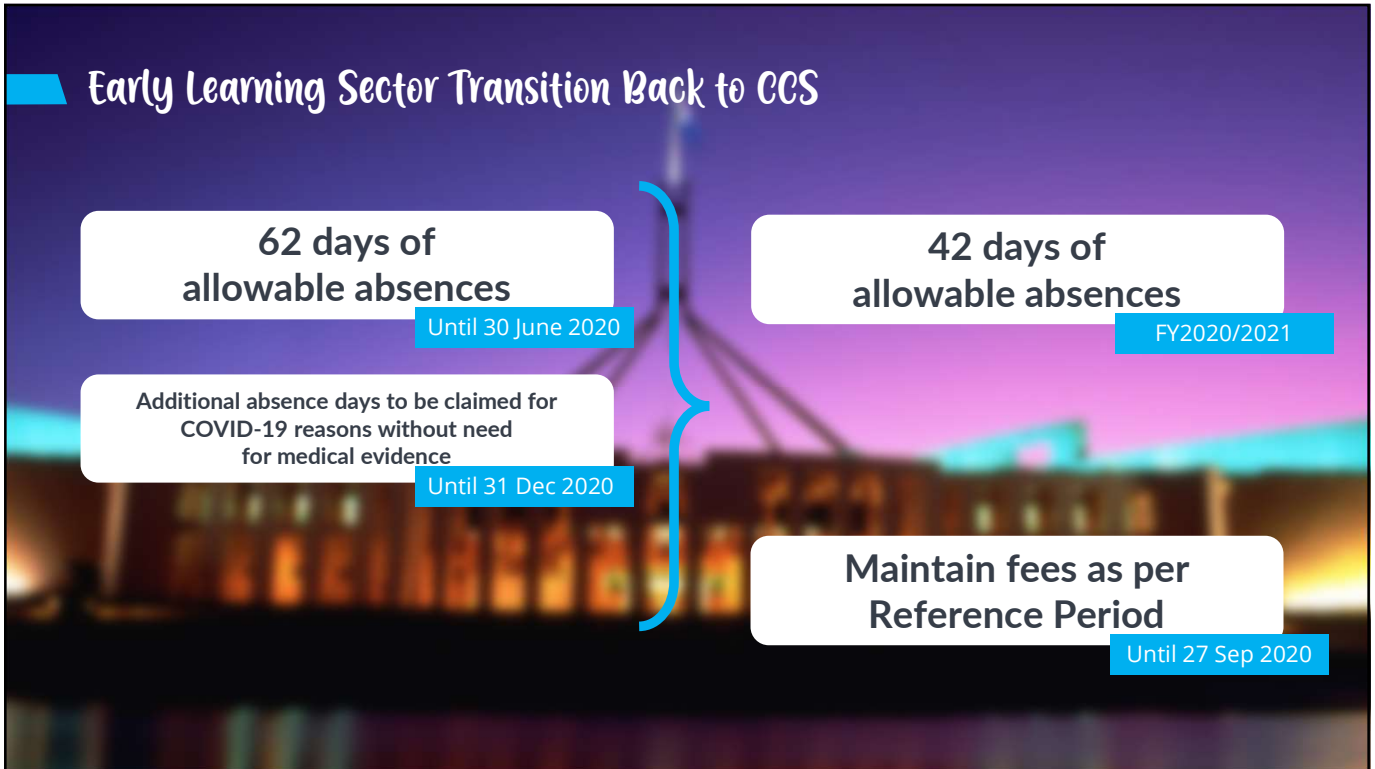 Early Learning Sector Transition Back to CCS
62 days of
allowable absences
Until 30 June 2020
Additional absence days to be claimed for
COVID-19 reasons without need
for medical evidence
Until 31 Dec 2020
42 days of
allowable absences
FY2020/2021
Maintain fees as per
Reference Period
Until 27 Sep 2020